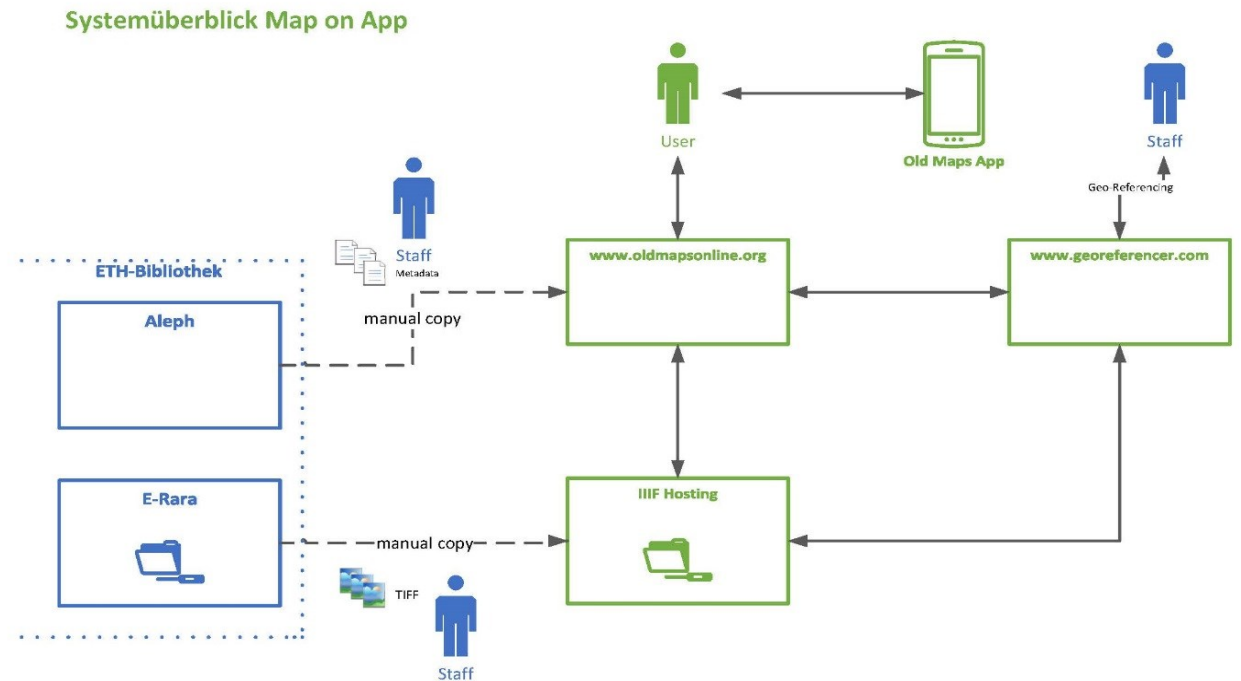 Systemüberblick Map on App
User
Old Maps App
Staff
Geo-Referencing
Staff
Metadata
ETH-Bibliothek
Aleph
manual copy
www.oldmapsonline.org
www.georeferencer.com
E-Rara
manual copy
TIFF
Staff
IIIF Hosting